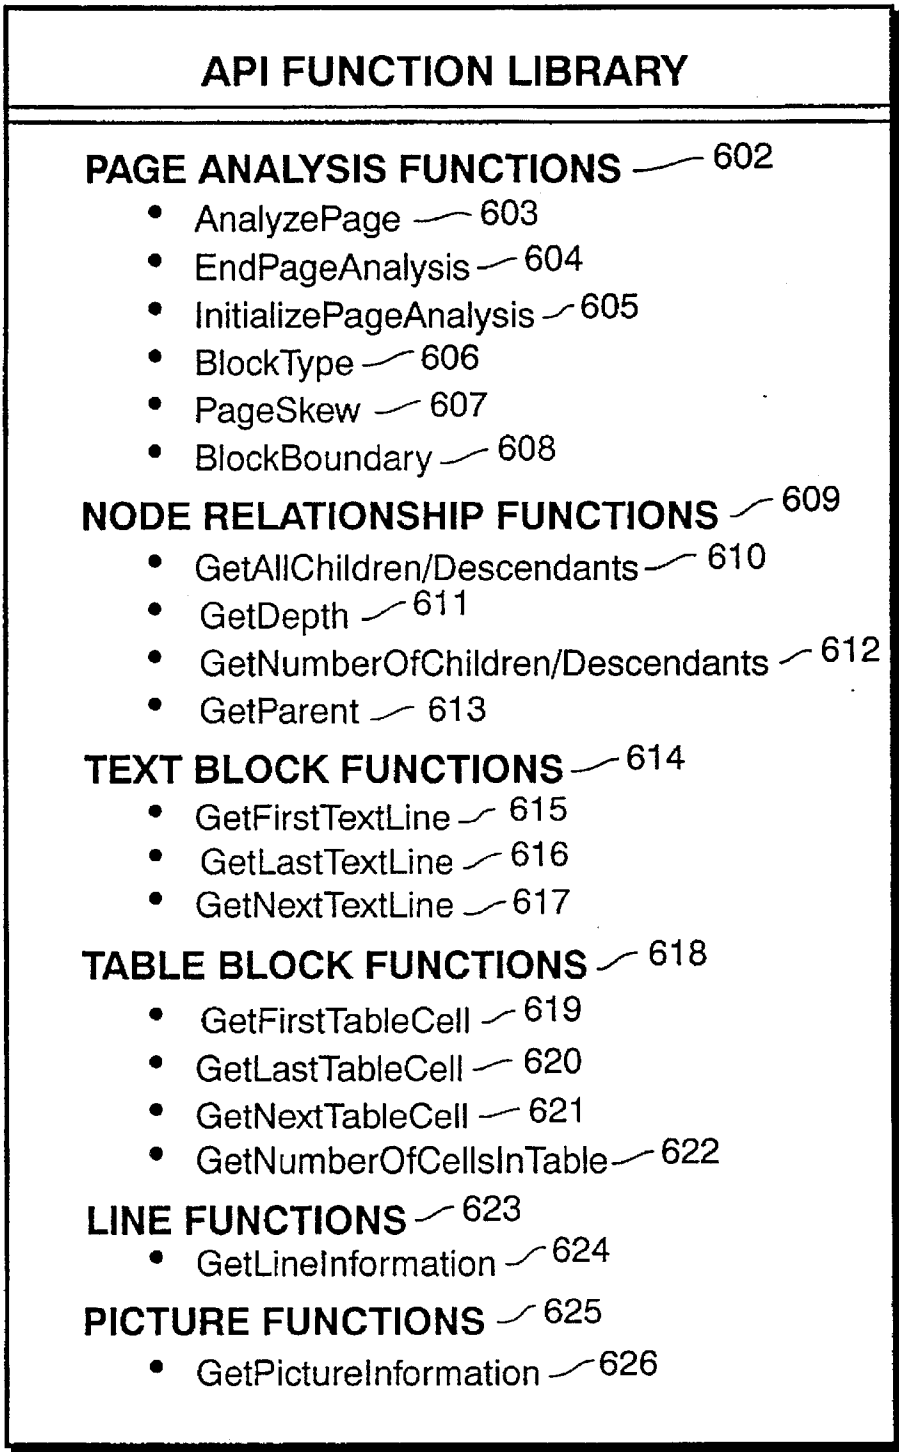 API FUNCTION LIBRARY
PAGE ANALYSIS FUNCTIONS 602
• AnalyzePage 603
• EndPageAnalysis 604
• InitializePageAnalysis 605
• BlockType 606
• PageSkew 607
• BlockBoundary 608
NODE RELATIONSHIP FUNCTIONS 609
• GetAllChildren/Descendants 610
• GetDepth 611
• GetNumberOfChildren/Descendants 612
• GetParent 613
TEXT BLOCK FUNCTIONS 614
• GetFirstTextLine 615
• GetLastTextLine 616
• GetNextTextLine 617
TABLE BLOCK FUNCTIONS 618
• GetFirstTableCell 619
• GetLastTableCell 620
• GetNextTableCell 621
• GetNumberOfCellsInTable 622
LINE FUNCTIONS 623
• GetLineInformation 624
PICTURE FUNCTIONS 625
• GetPictureInformation 626